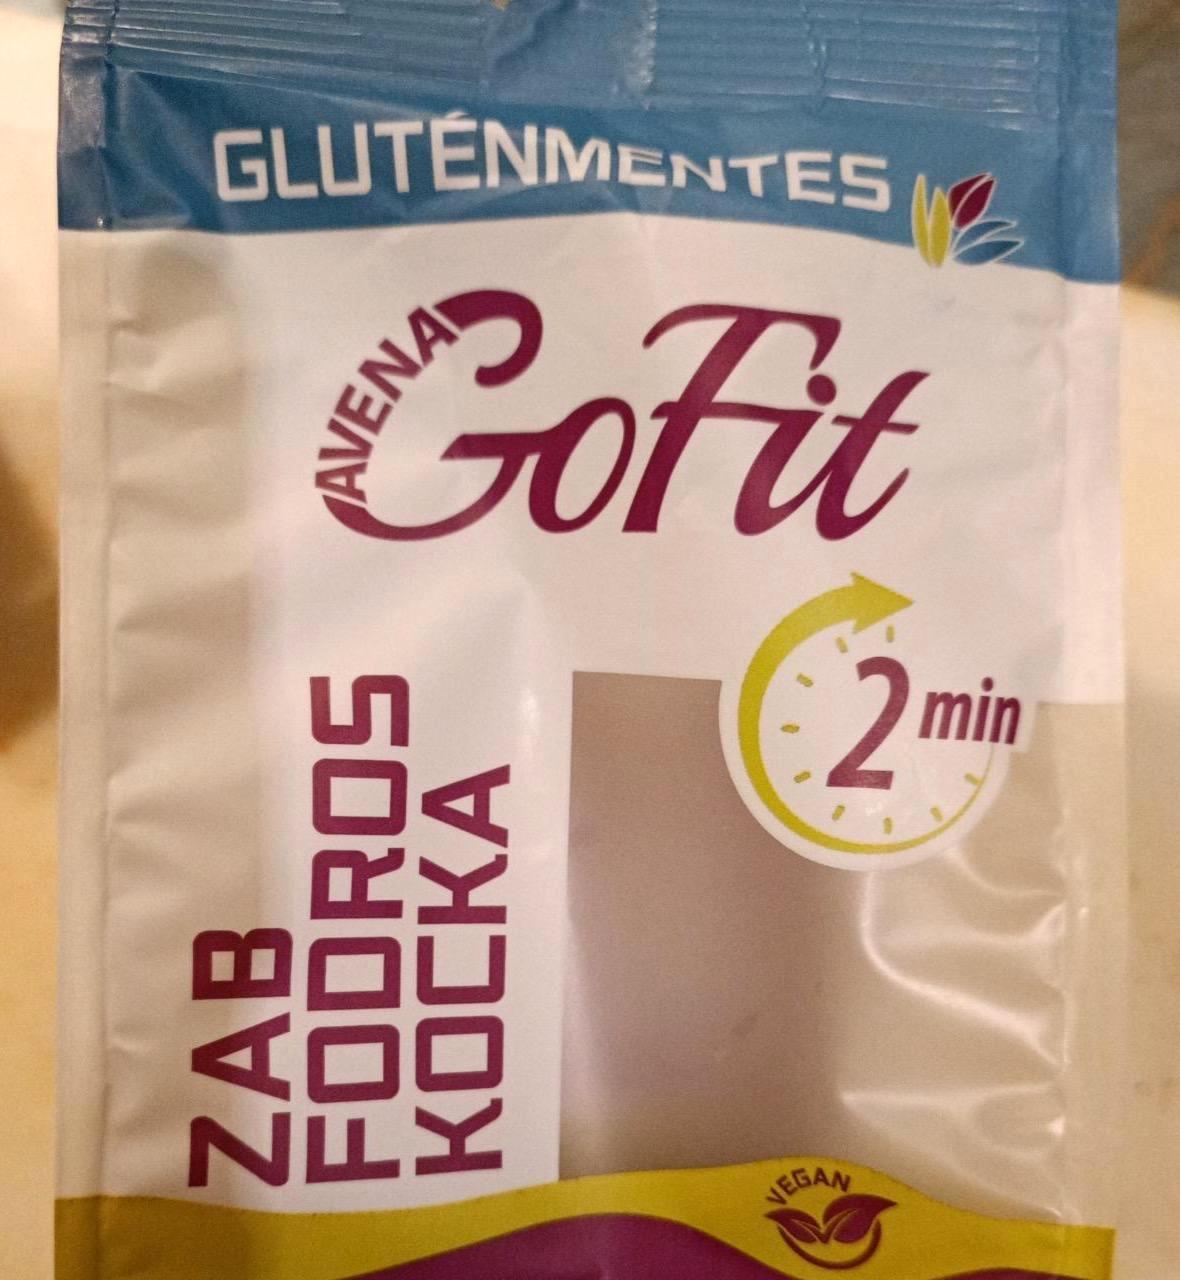 GLUTÉNMENTES
AVENA
GoFit
2 min
ZAB
FODROS
KOCKA
VEGAN